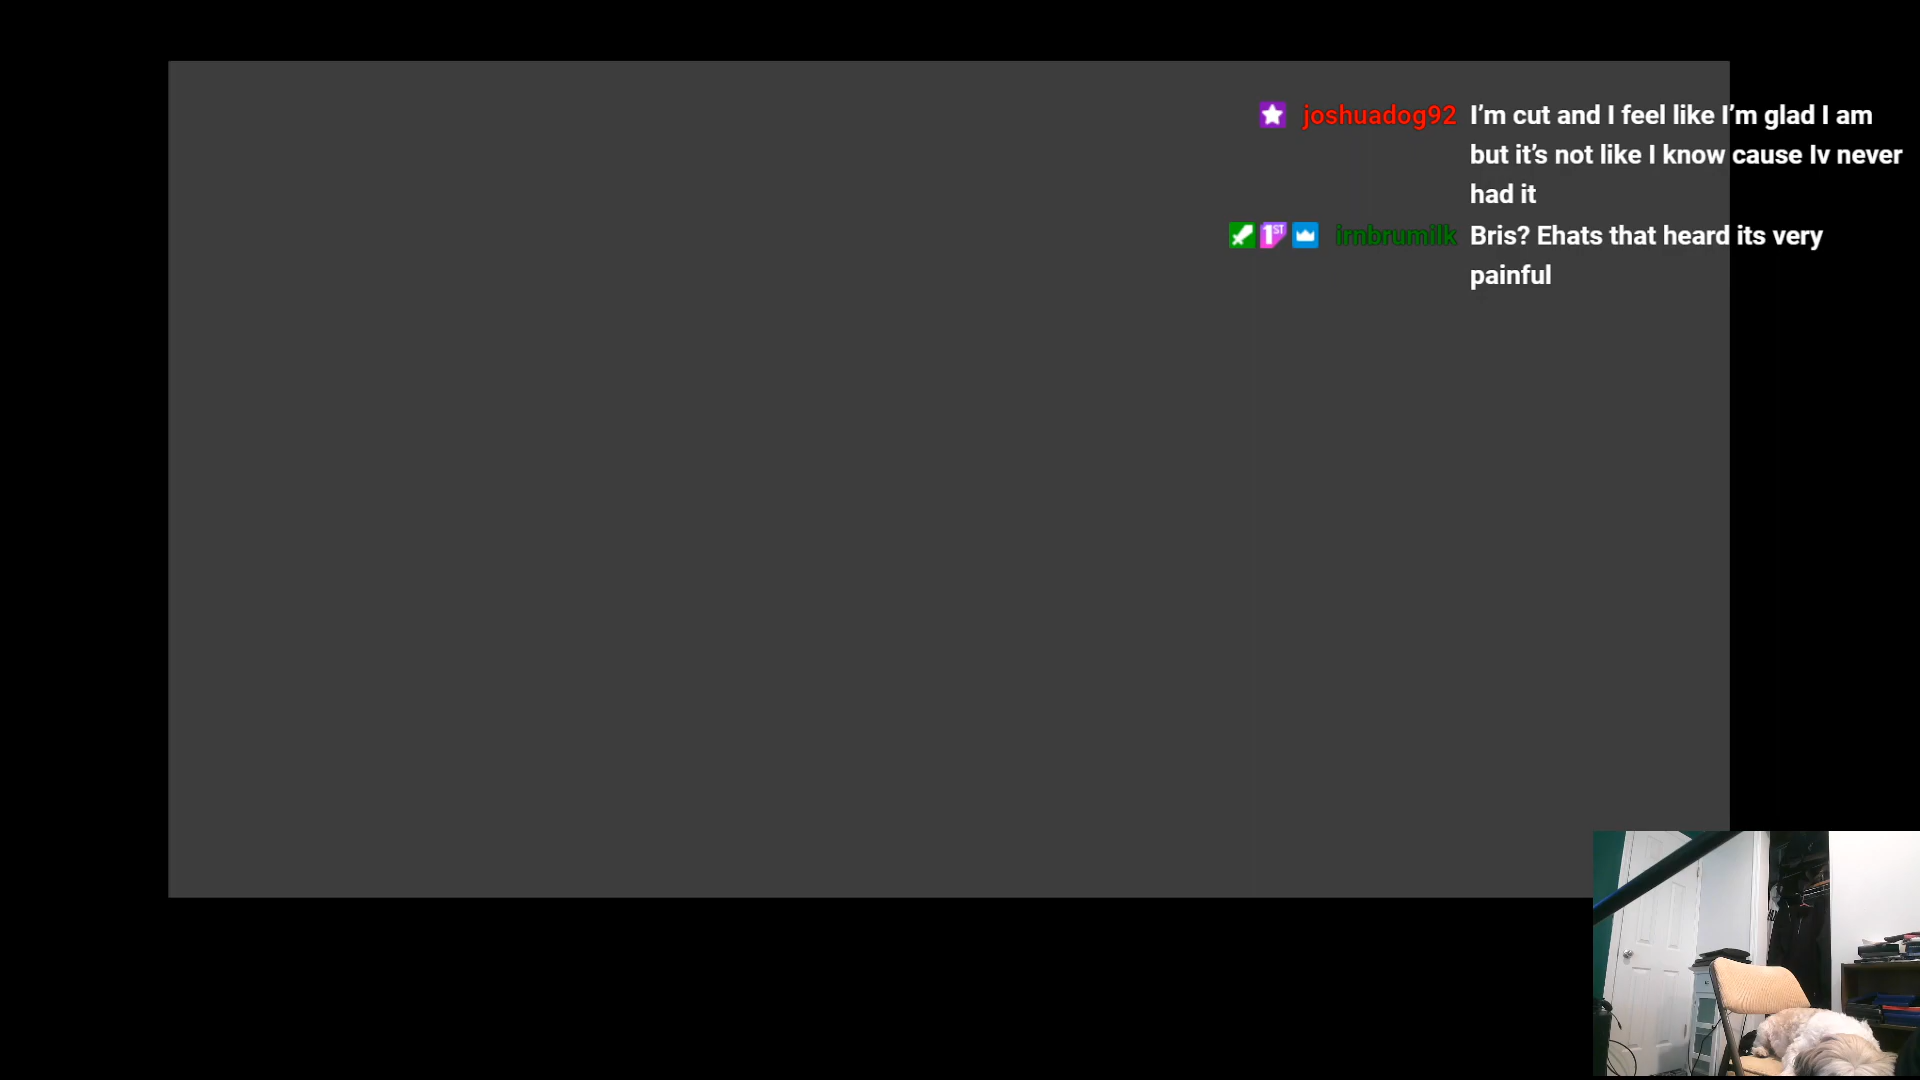 joshuadog92 I’m cut and I feel like I’m glad I am
but it’s not like I know cause Iv never
had it
1ST irnbrumilk Bris? Ehats that heard its very
painful